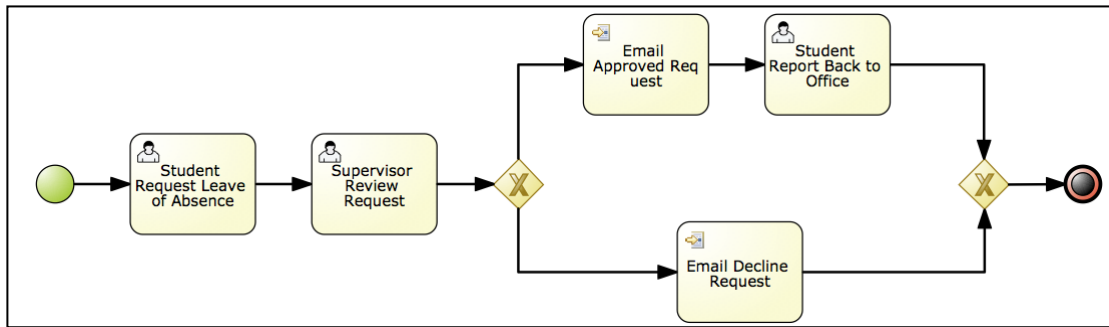 Student
Request Leave
of Absence
Supervisor
Review
Request
Email
Approved Req
uest
Student
Report Back to
Office
Email Decline
Request